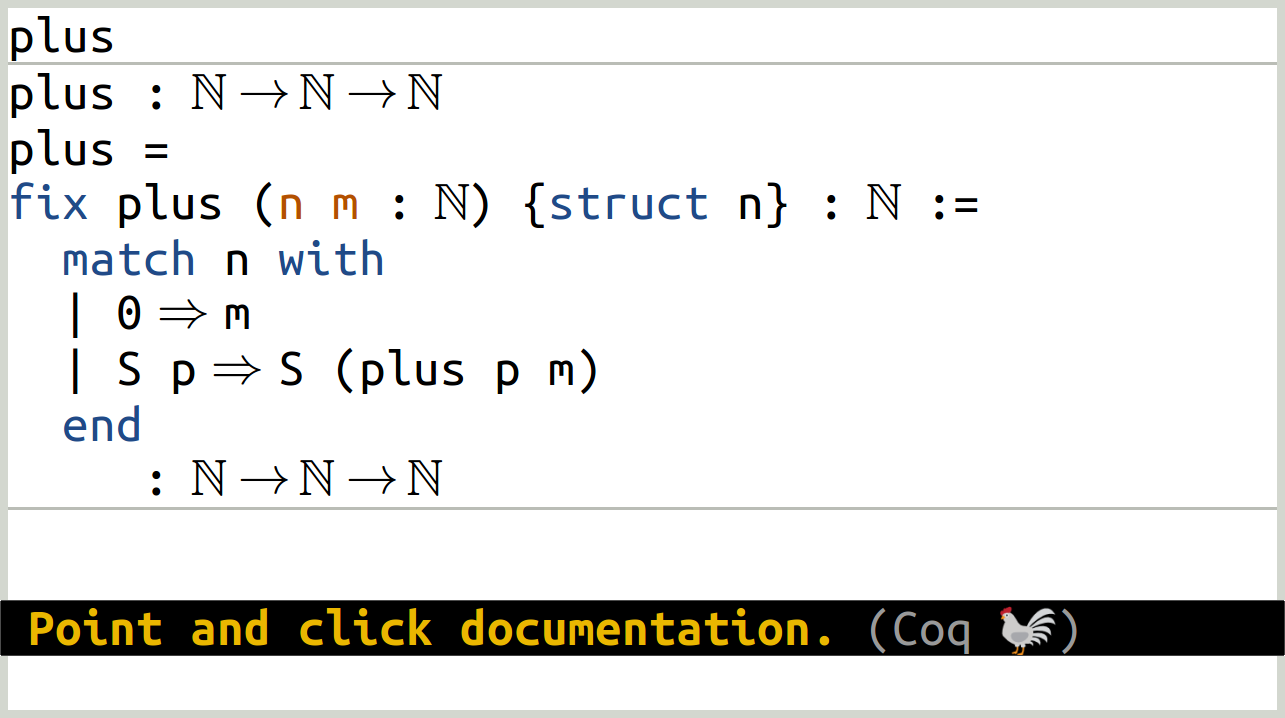 plus
plus : ℕ → ℕ → ℕ
plus =
fix plus (n m : ℕ) {struct n} : ℕ :=
match n with
| 0 ⇒ m
| S p ⇒ S (plus p m)
end
: ℕ → ℕ → ℕ
Point and click documentation. (Coq 🐓)